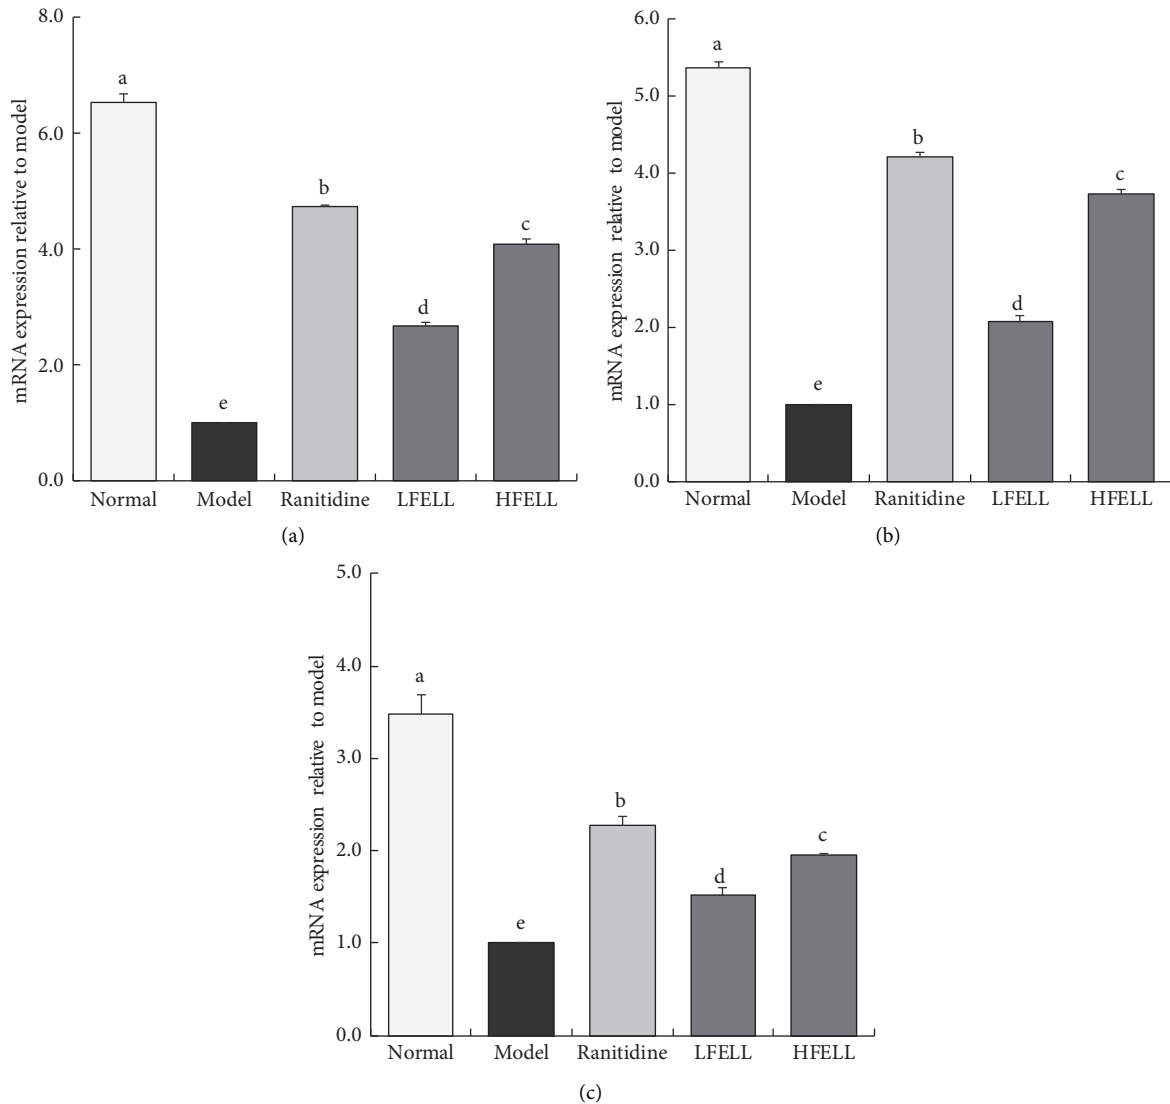 mRNA expression relative to model
8.0
6.0
4.0
2.0
0.0
a
e
b
d
c
Normal Model Ranitidine LFELL HFELL
(a)
mRNA expression relative to model
6.0
5.0
4.0
3.0
2.0
1.0
0.0
a
e
b
d
c
Normal Model Ranitidine LFELL HFELL
(b)
mRNA expression relative to model
5.0
4.0
3.0
2.0
1.0
0.0
a
e
b
d
c
Normal Model Ranitidine LFELL HFELL
(c)